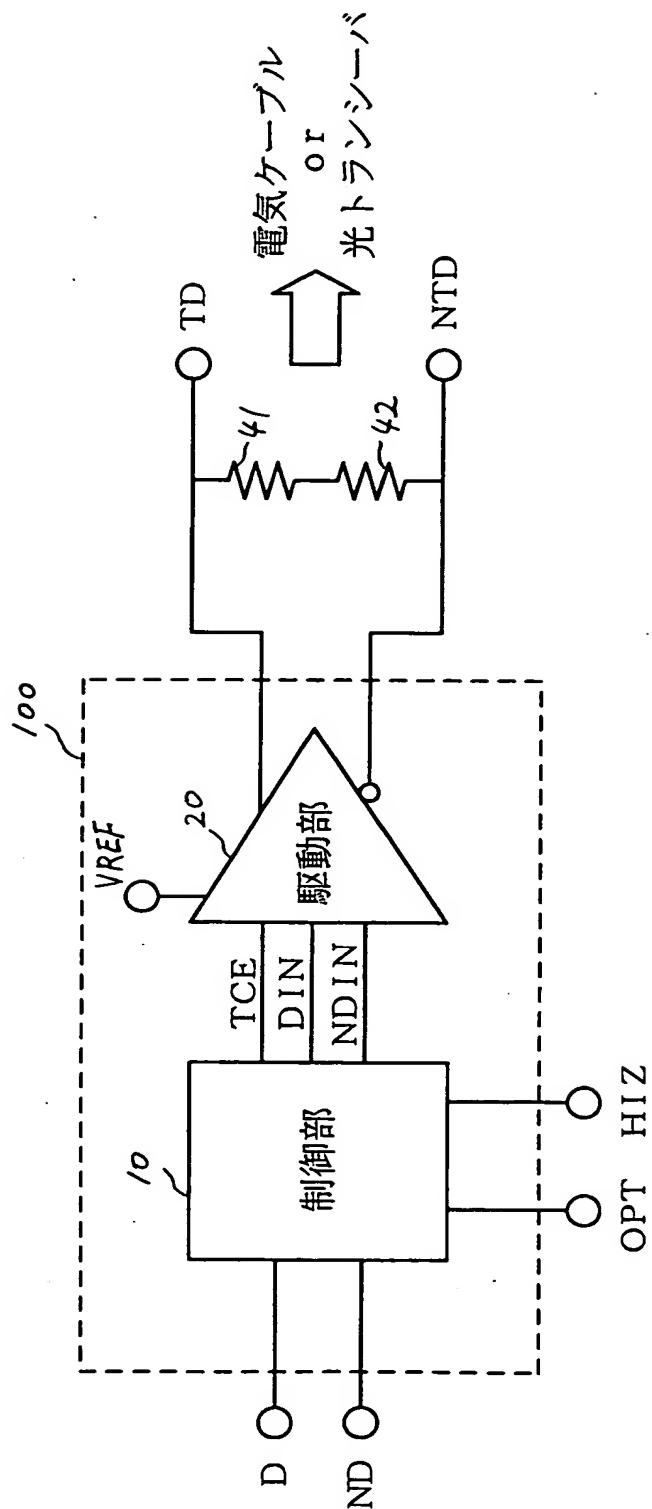 100
VREF
20
10
D
ND
制御部
TCE
DIN
NDIN
駆動部
OPT
HIZ
41
42
TD
NTD
電気ケーブル
or
光トランシーバ